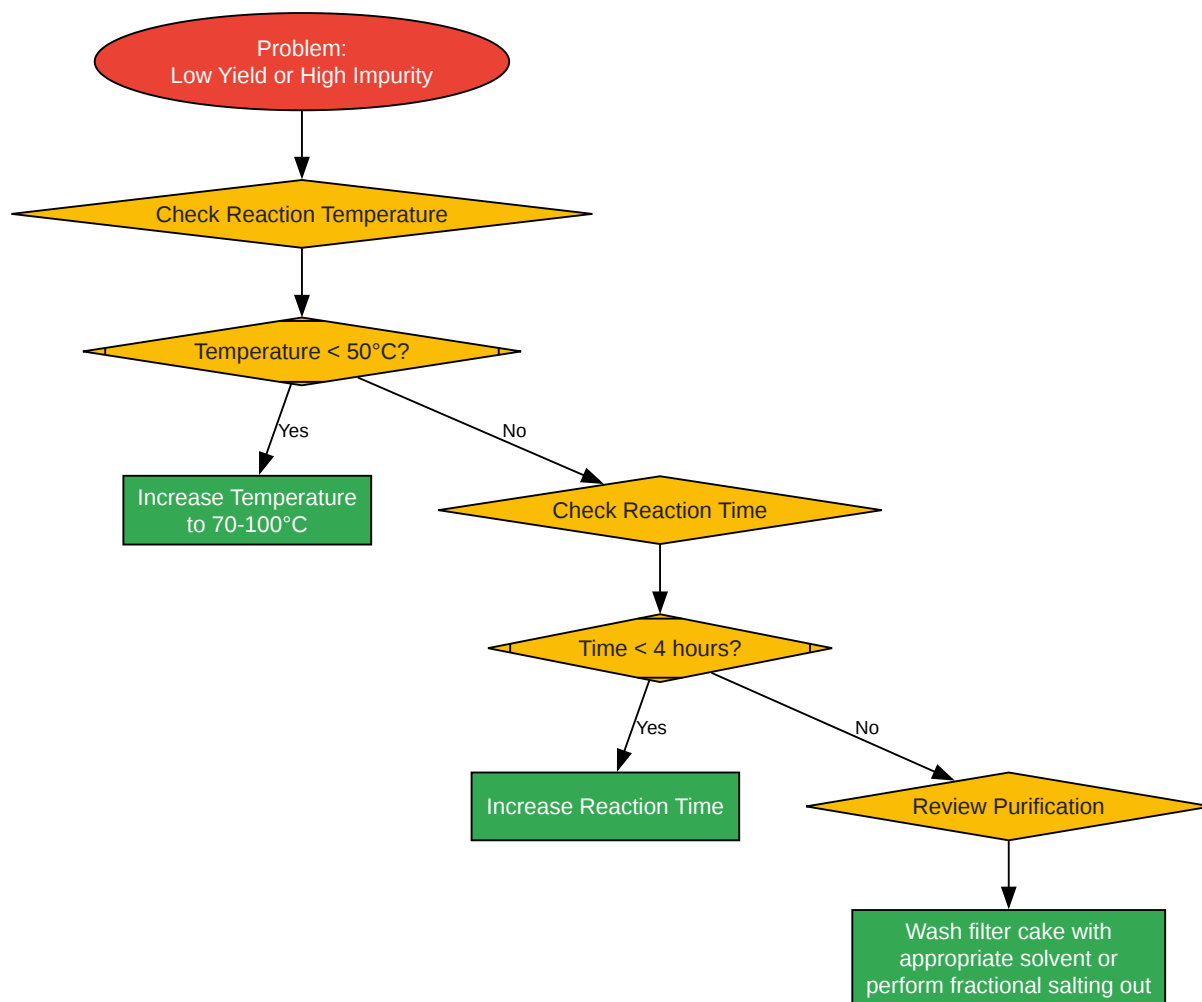 Problem:
Low Yield or High Impurity
Check Reaction Temperature
Temperature < 50°C?
Yes
No
Increase Temperature
to 70-100°C
Check Reaction Time
Time < 4 hours?
Yes
No
Increase Reaction Time
Review Purification
Wash filter cake with
appropriate solvent or
perform fractional salting out